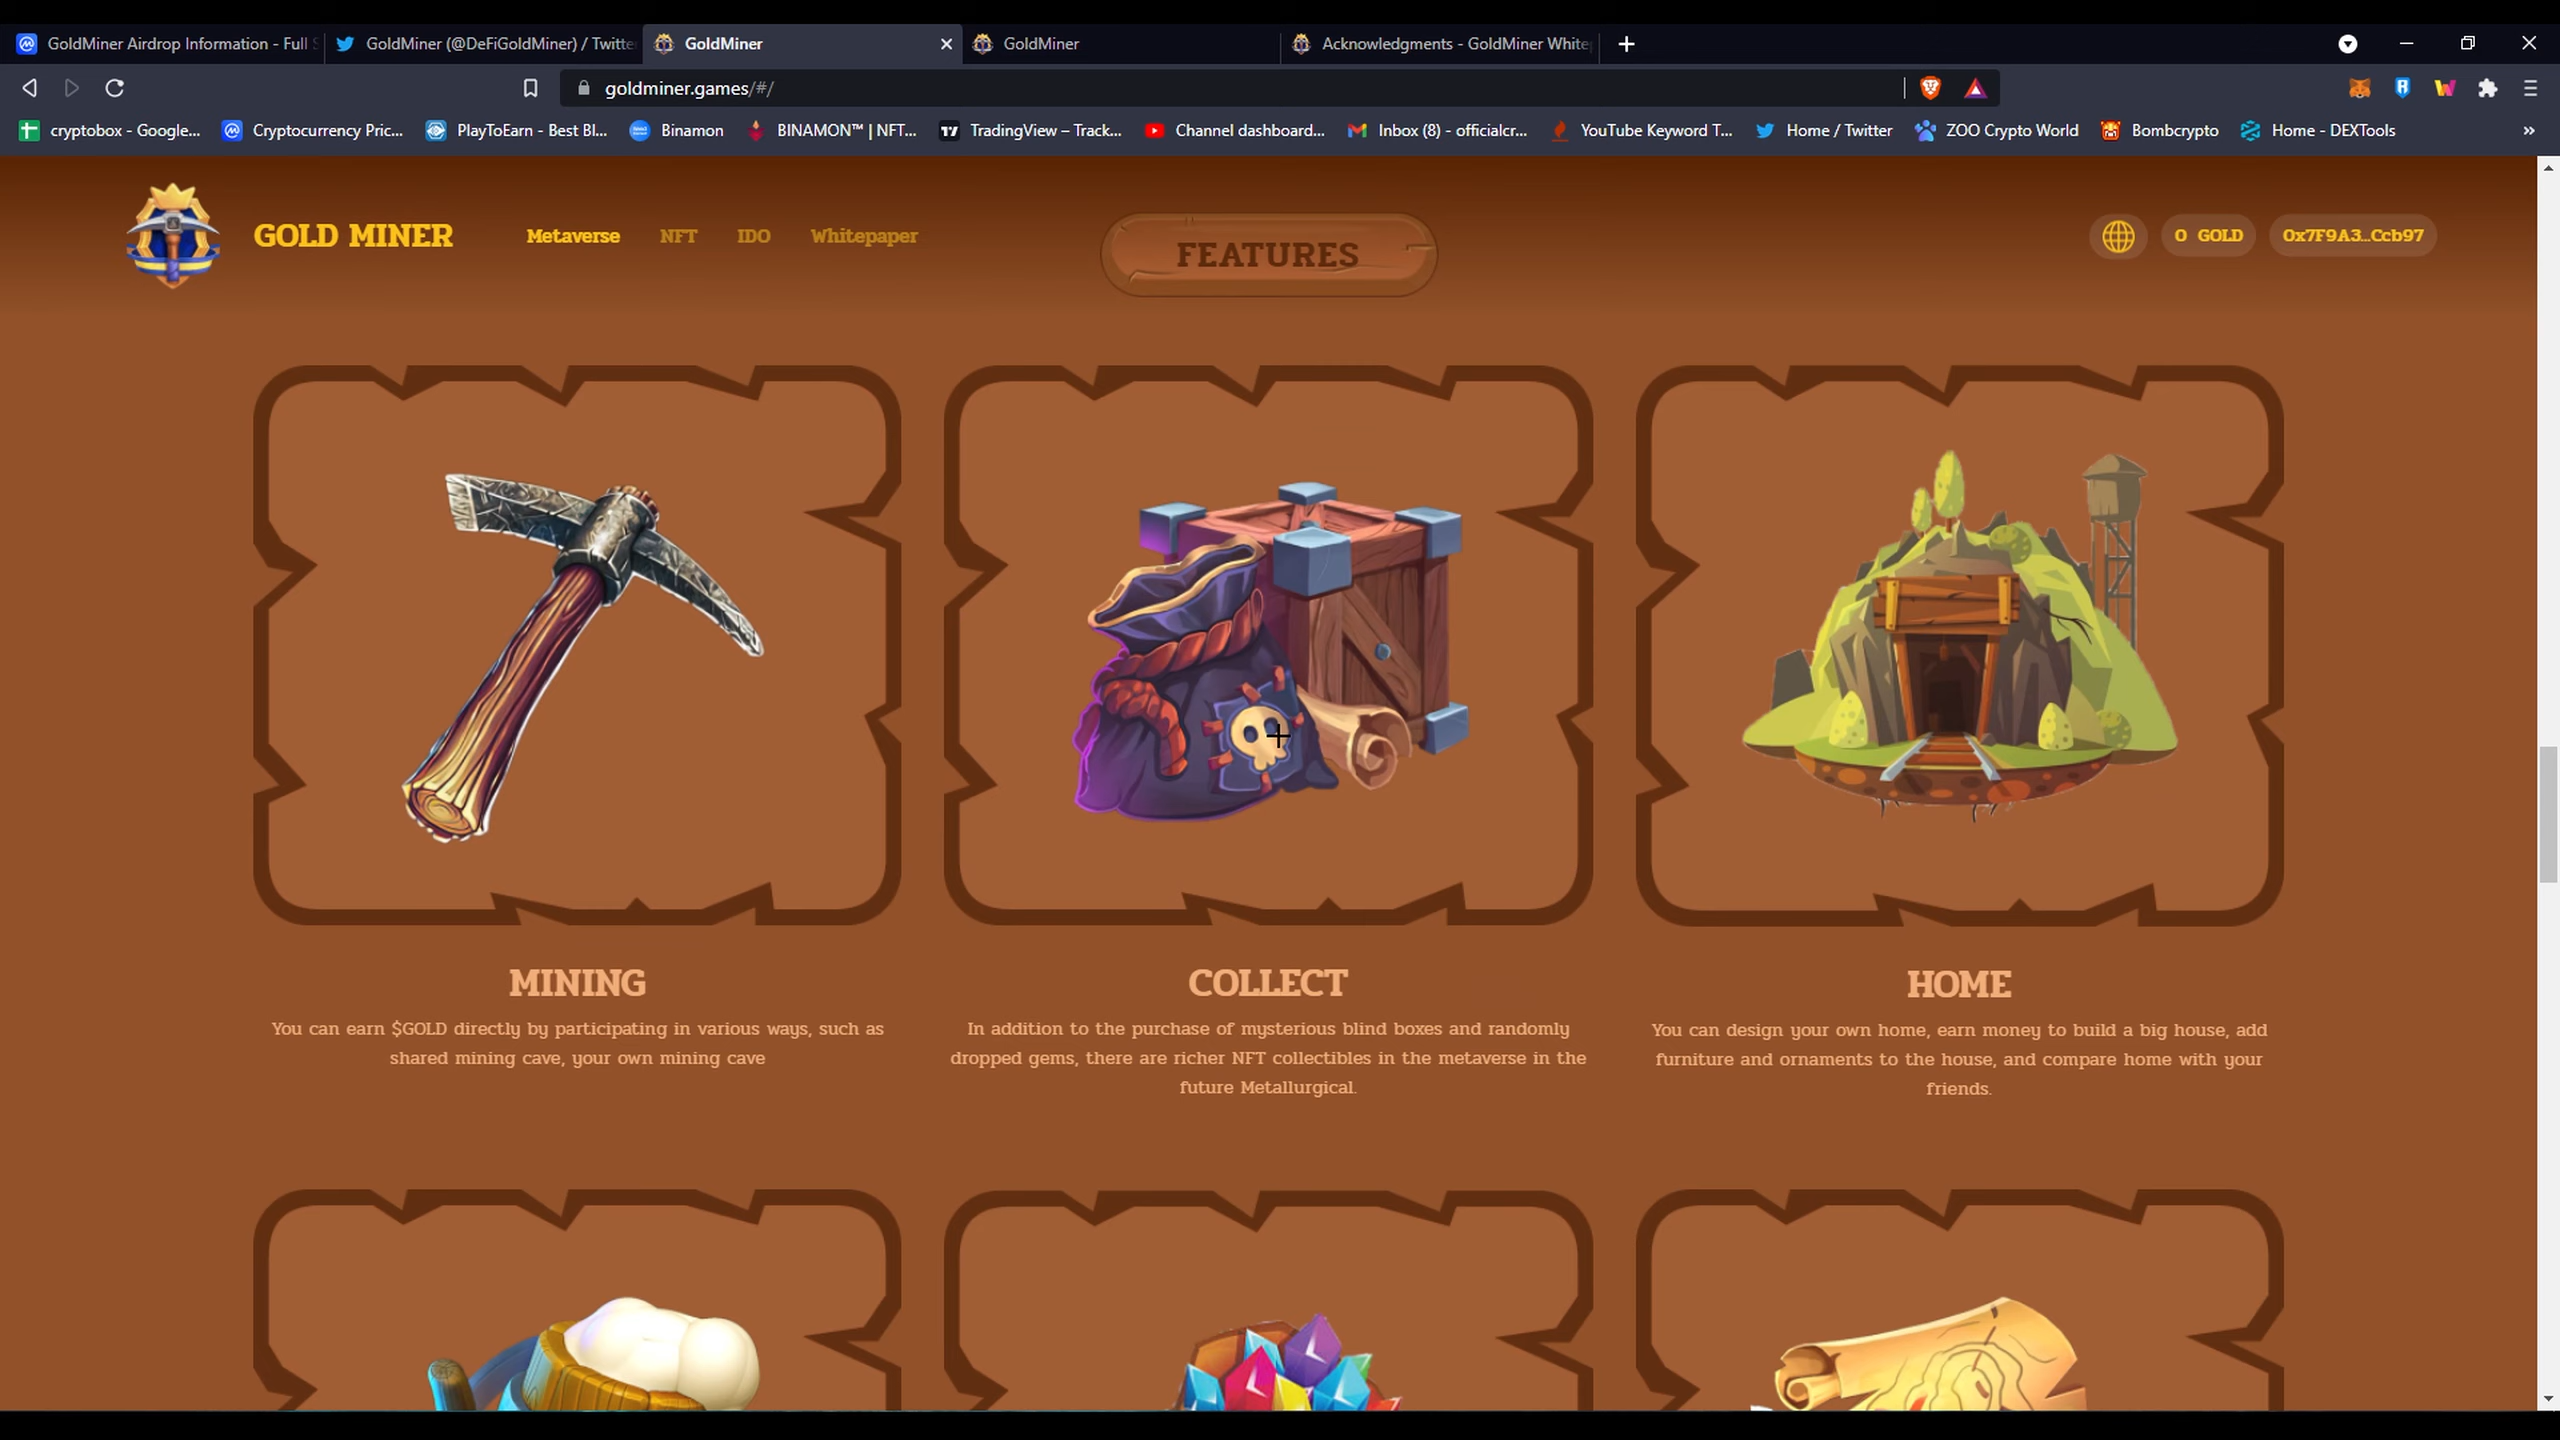 GoldMiner Airdrop Information - Full S
GoldMiner (@DeFiGoldMiner) / Twitte
GoldMiner
GoldMiner
Acknowledgments - GoldMiner White
goldminer.games/#/
cryptobox - Google...
Cryptocurrency Pric...
PlayToEarn - Best Bl...
Binamon
BINAMON™ | NFT...
TradingView – Track...
Channel dashboard...
Inbox (8) - officialcr...
YouTube Keyword T...
Home / Twitter
ZOO Crypto World
Bombcrypto
Home - DEXTools
GOLD MINER
Metaverse
NFT
IDO
Whitepaper
FEATURES
0 GOLD
0x7F9A3...Ccb97
MINING
You can earn $GOLD directly by participating in various ways, such as
shared mining cave, your own mining cave
COLLECT
In addition to the purchase of mysterious blind boxes and randomly
dropped gems, there are richer NFT collectibles in the metaverse in the
future Metallurgical.
HOME
You can design your own home, earn money to build a big house, add
furniture and ornaments to the house, and compare home with your
friends.